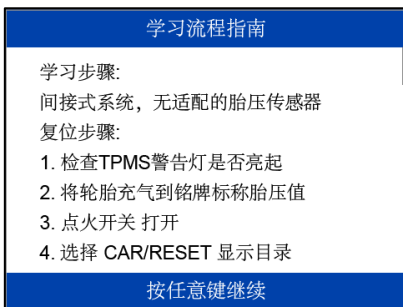 学习流程指南
学习步骤:
间接式系统，无适配的胎压传感器
复位步骤:
1. 检查TPMS警告灯是否亮起
2. 将轮胎充气到铭牌标称胎压值
3. 点火开关 打开
4. 选择 CAR/RESET 显示目录
按任意键继续